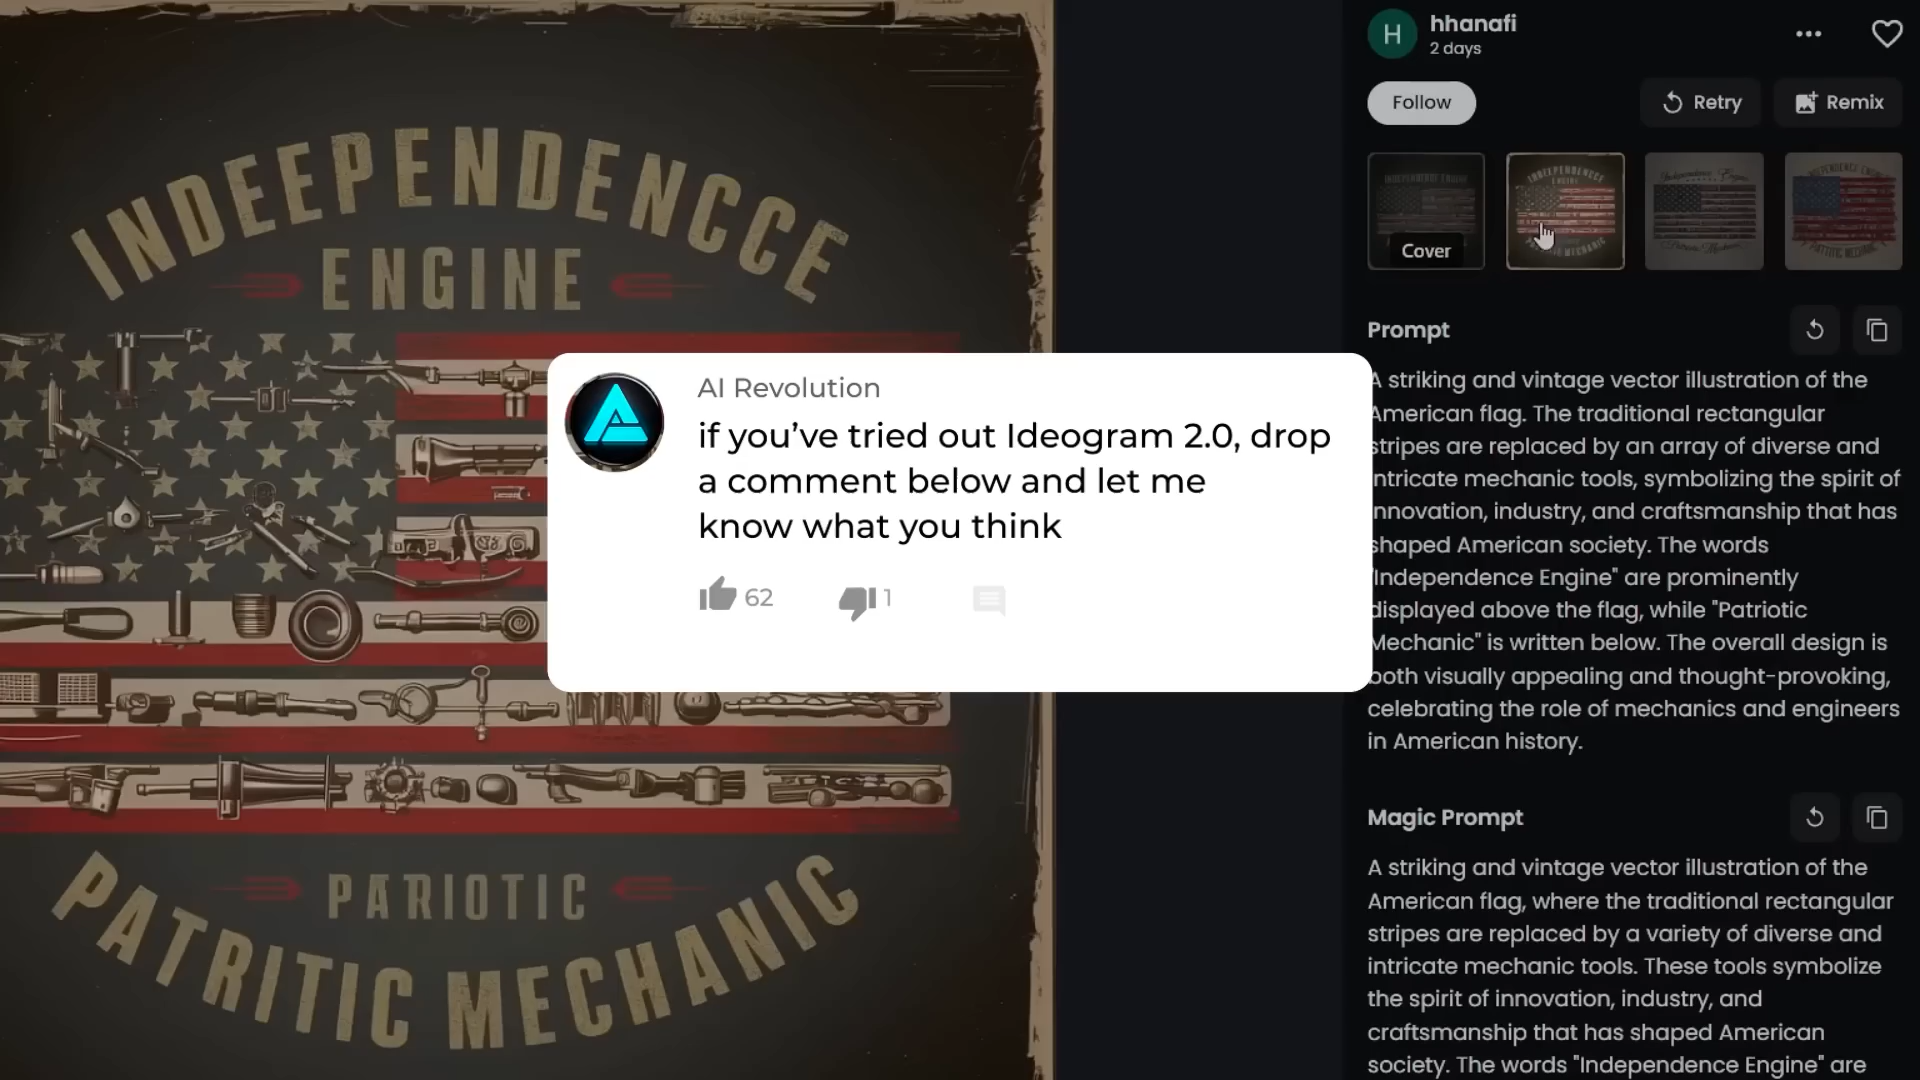 INDEEPENDENCCE
ENGINE
PARIOTIC
PATRITIC MECHANIC
AI Revolution
if you’ve tried out Ideogram 2.0, drop
a comment below and let me
know what you think
62
1
H
hhanafi
2 days
Follow
Retry
Remix
Cover
Prompt
A striking and vintage vector illustration of the
American flag. The traditional rectangular
stripes are replaced by an array of diverse and
intricate mechanic tools, symbolizing the spirit of
innovation, industry, and craftsmanship that has
shaped American society. The words
"Independence Engine" are prominently
displayed above the flag, while "Patriotic
Mechanic" is written below. The overall design is
both visually appealing and thought-provoking,
celebrating the role of mechanics and engineers
in American history.
Magic Prompt
A striking and vintage vector illustration of the
American flag, where the traditional rectangular
stripes are replaced by a variety of diverse and
intricate mechanic tools. These tools symbolize
the spirit of innovation, industry, and
craftsmanship that has shaped American
society. The words "Independence Engine" are